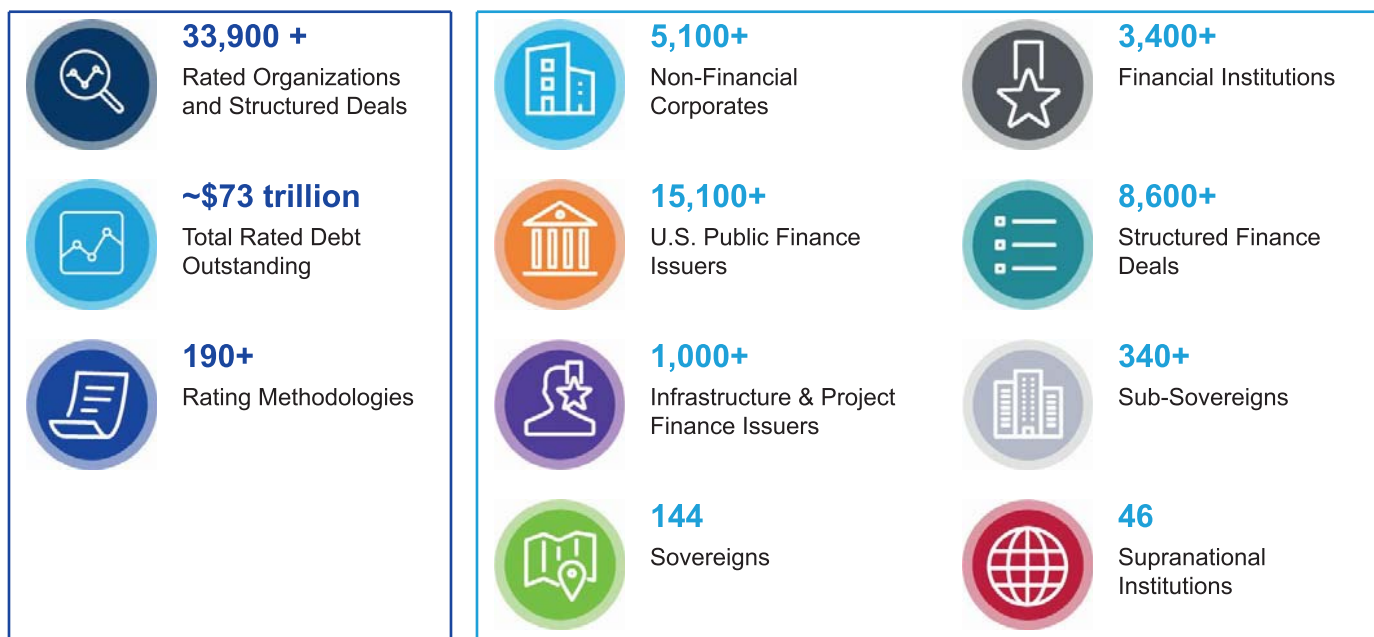 33,900 +
Rated Organizations
and Structured Deals
~$73 trillion
Total Rated Debt
Outstanding
190+
Rating Methodologies
5,100+
Non-Financial
Corporates
3,400+
Financial Institutions
15,100+
U.S. Public Finance
Issuers
8,600+
Structured Finance
Deals
1,000+
Infrastructure & Project
Finance Issuers
340+
Sub-Sovereigns
144
Sovereigns
46
Supranational
Institutions